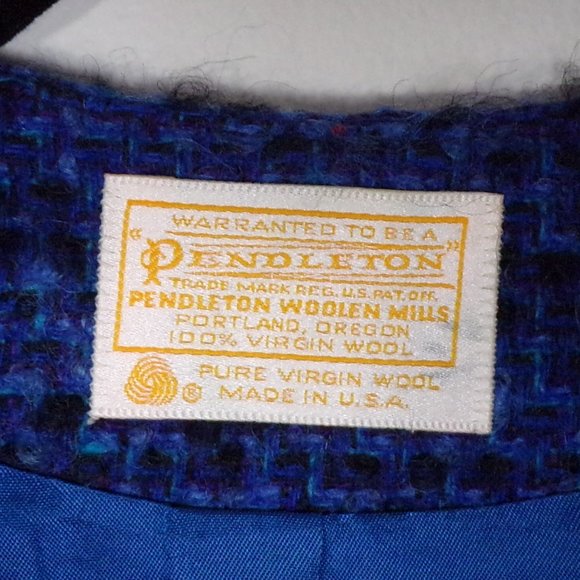 WARRANTED TO BE A
"PENDLETON"
TRADE MARK REG. U.S. PAT. OFF.
PENDLETON WOOLEN MILLS
PORTLAND, OREGON
100% VIRGIN WOOL
PURE VIRGIN WOOL
® MADE IN U.S.A.